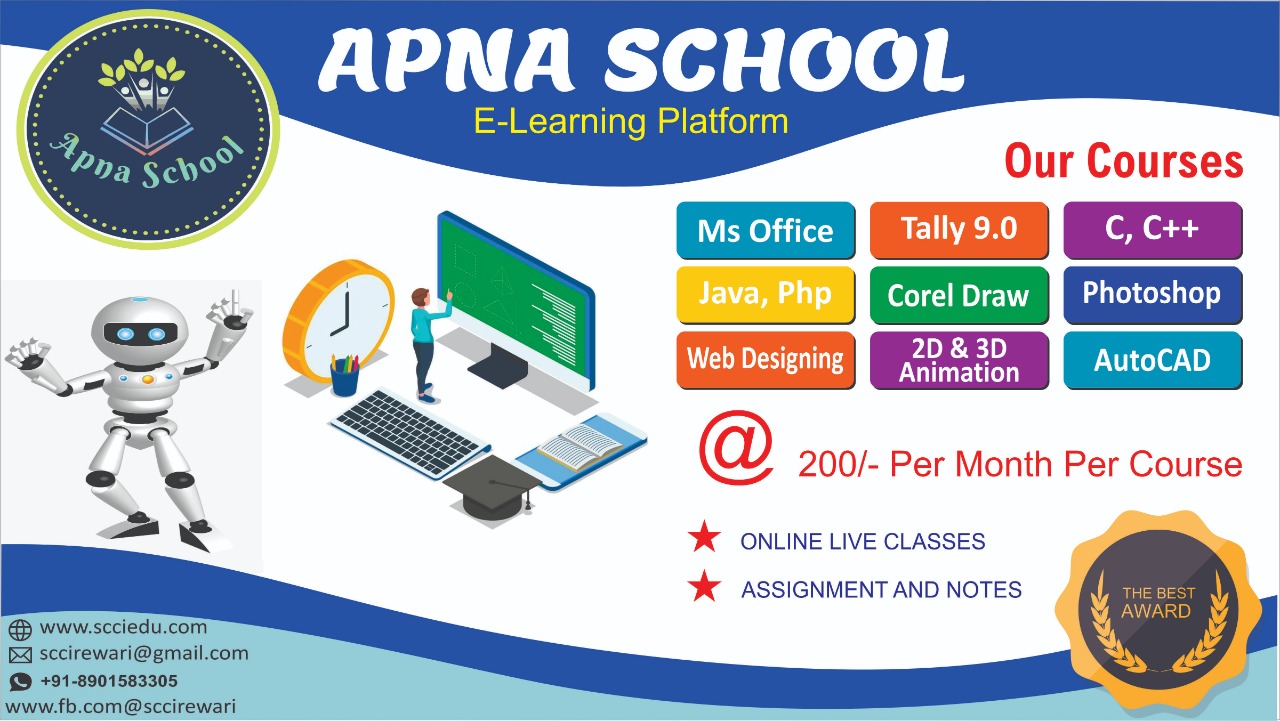 Apna School
APNA SCHOOL
E-Learning Platform
Our Courses
Ms Office
Tally 9.0
C, C++
Java, Php
Corel Draw
Photoshop
Web Designing
2D & 3D
Animation
AutoCAD
@ 200/- Per Month Per Course
ONLINE LIVE CLASSES
ASSIGNMENT AND NOTES
THE BEST
AWARD
www.scciedu.com
sccirewari@gmail.com
+91-8901583305
www.fb.com@sccirewari